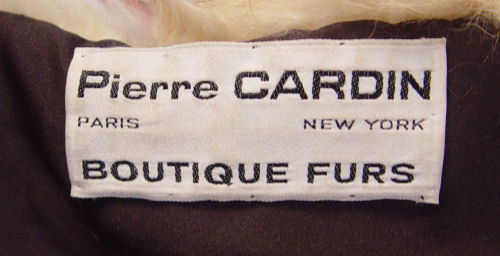 Pierre CARDIN
PARIS NEW YORK
BOUTIQUE FURS